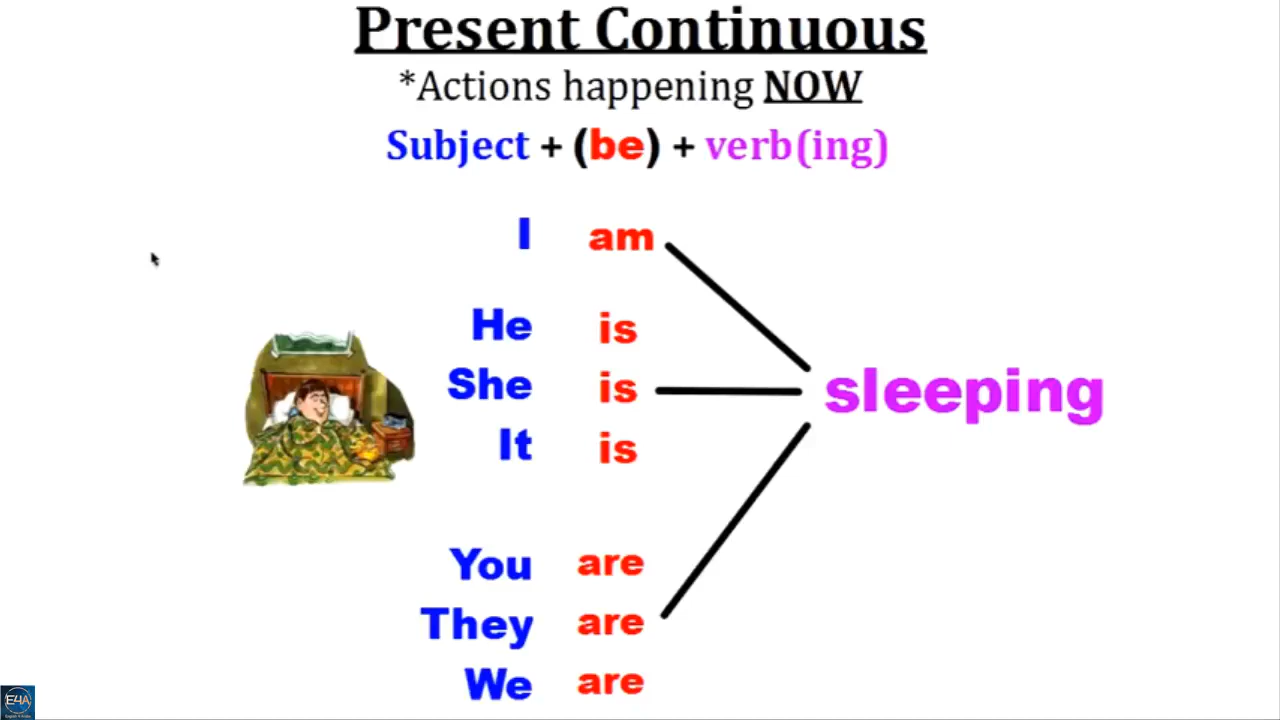 Present Continuous
*Actions happening NOW
Subject + (be) + verb(ing)
I am
He is
She is
It is
sleeping
You are
They are
We are
E4A